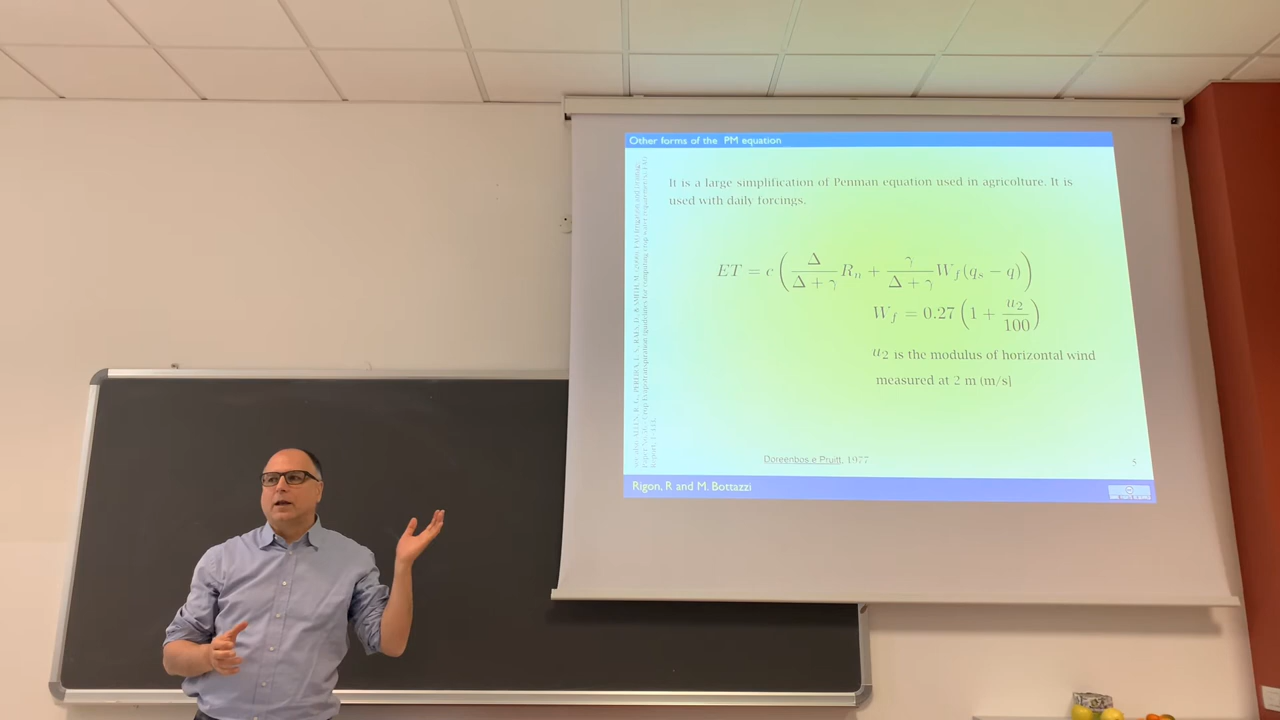 Other forms of the PM equation
It is a large simplification of Penman equation used in agricolture. It is
used with daily forcings.
ET = c ( Δ / (Δ + γ) R_n + γ / (Δ + γ) W_f (q_s − q) )
W_f = 0.27 ( 1 + u_2 / 100 )
u_2 is the modulus of horizontal wind
measured at 2 m (m/s]
Doreenbos e Pruitt, 1977
5
Rigon, R and M. Bottazzi